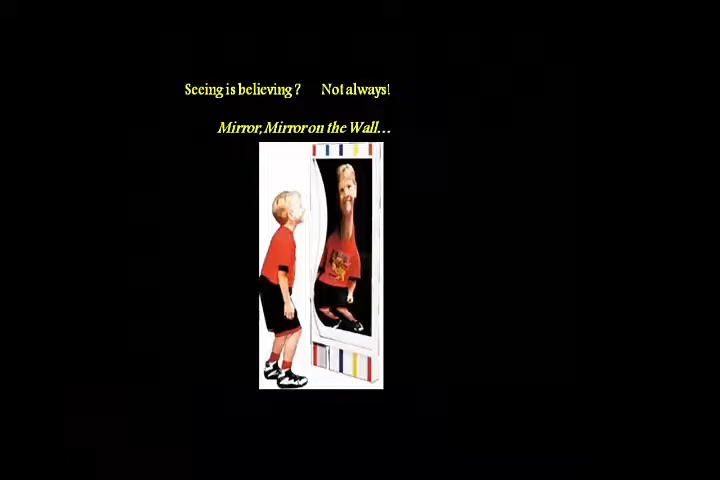 Seeing is believing ? Not always!
Mirror, Mirror on the Wall...